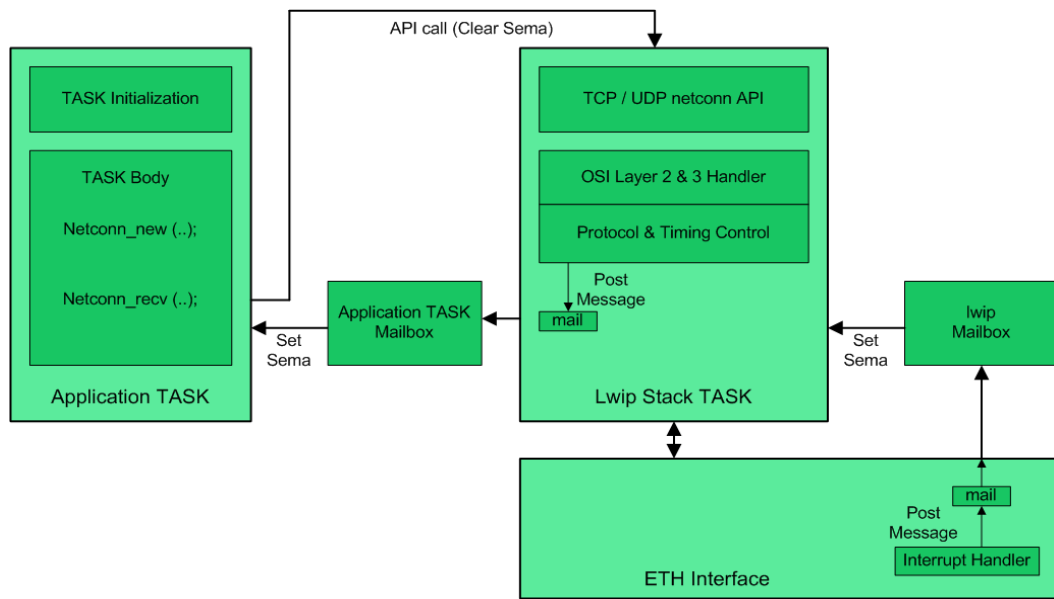 API call (Clear Sema)
TASK Initialization
TASK Body
Netconn_new (..);
Netconn_recv (..);
Application TASK
Set
Sema
Application TASK
Mailbox
TCP / UDP netconn API
OSI Layer 2 & 3 Handler
Protocol & Timing Control
Post
Message
mail
Lwip Stack TASK
Set
Sema
lwip
Mailbox
mail
Post
Message
Interrupt Handler
ETH Interface